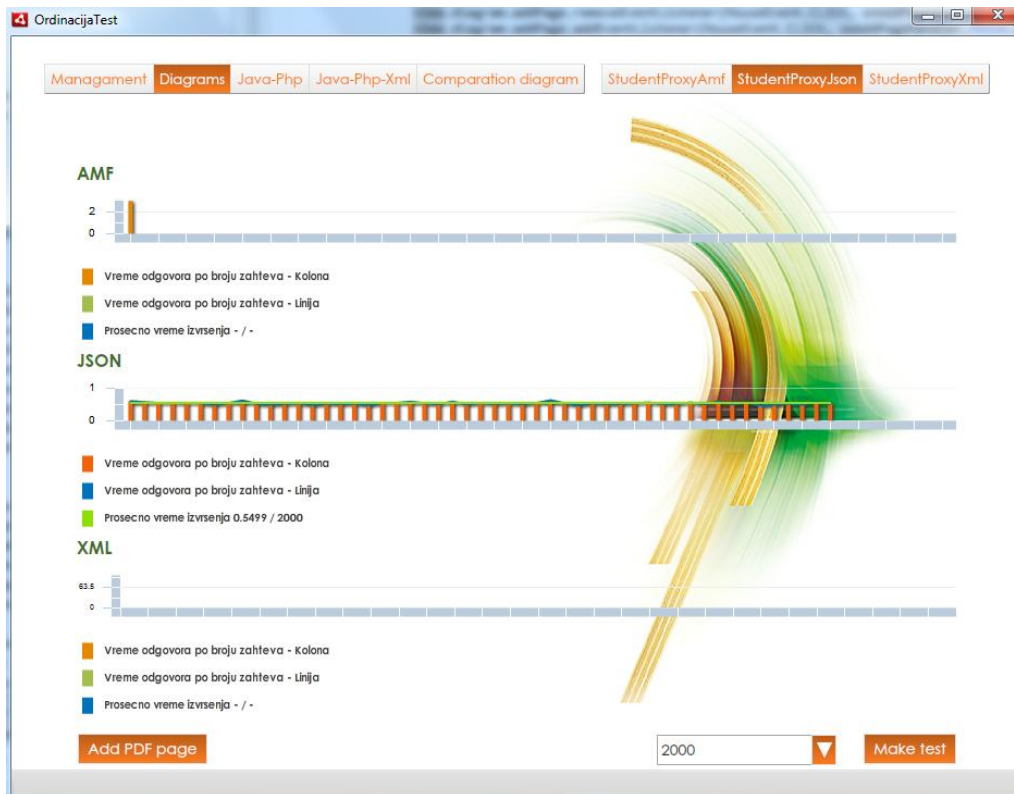 OrdinacijaTest
Managament Diagrams Java-Php Java-Php-Xml Comparation diagram StudentProxyAmf StudentProxyJson StudentProxyXml
AMF
2
0
Vreme odgovora po broju zahteva - Kolona
Vreme odgovora po broju zahteva - Linija
Prosecno vreme izvrsenja - / -
JSON
1
0
Vreme odgovora po broju zahteva - Kolona
Vreme odgovora po broju zahteva - Linija
Prosecno vreme izvrsenja 0.5499 / 2000
XML
63.5
0
Vreme odgovora po broju zahteva - Kolona
Vreme odgovora po broju zahteva - Linija
Prosecno vreme izvrsenja - / -
Add PDF page 2000 Make test